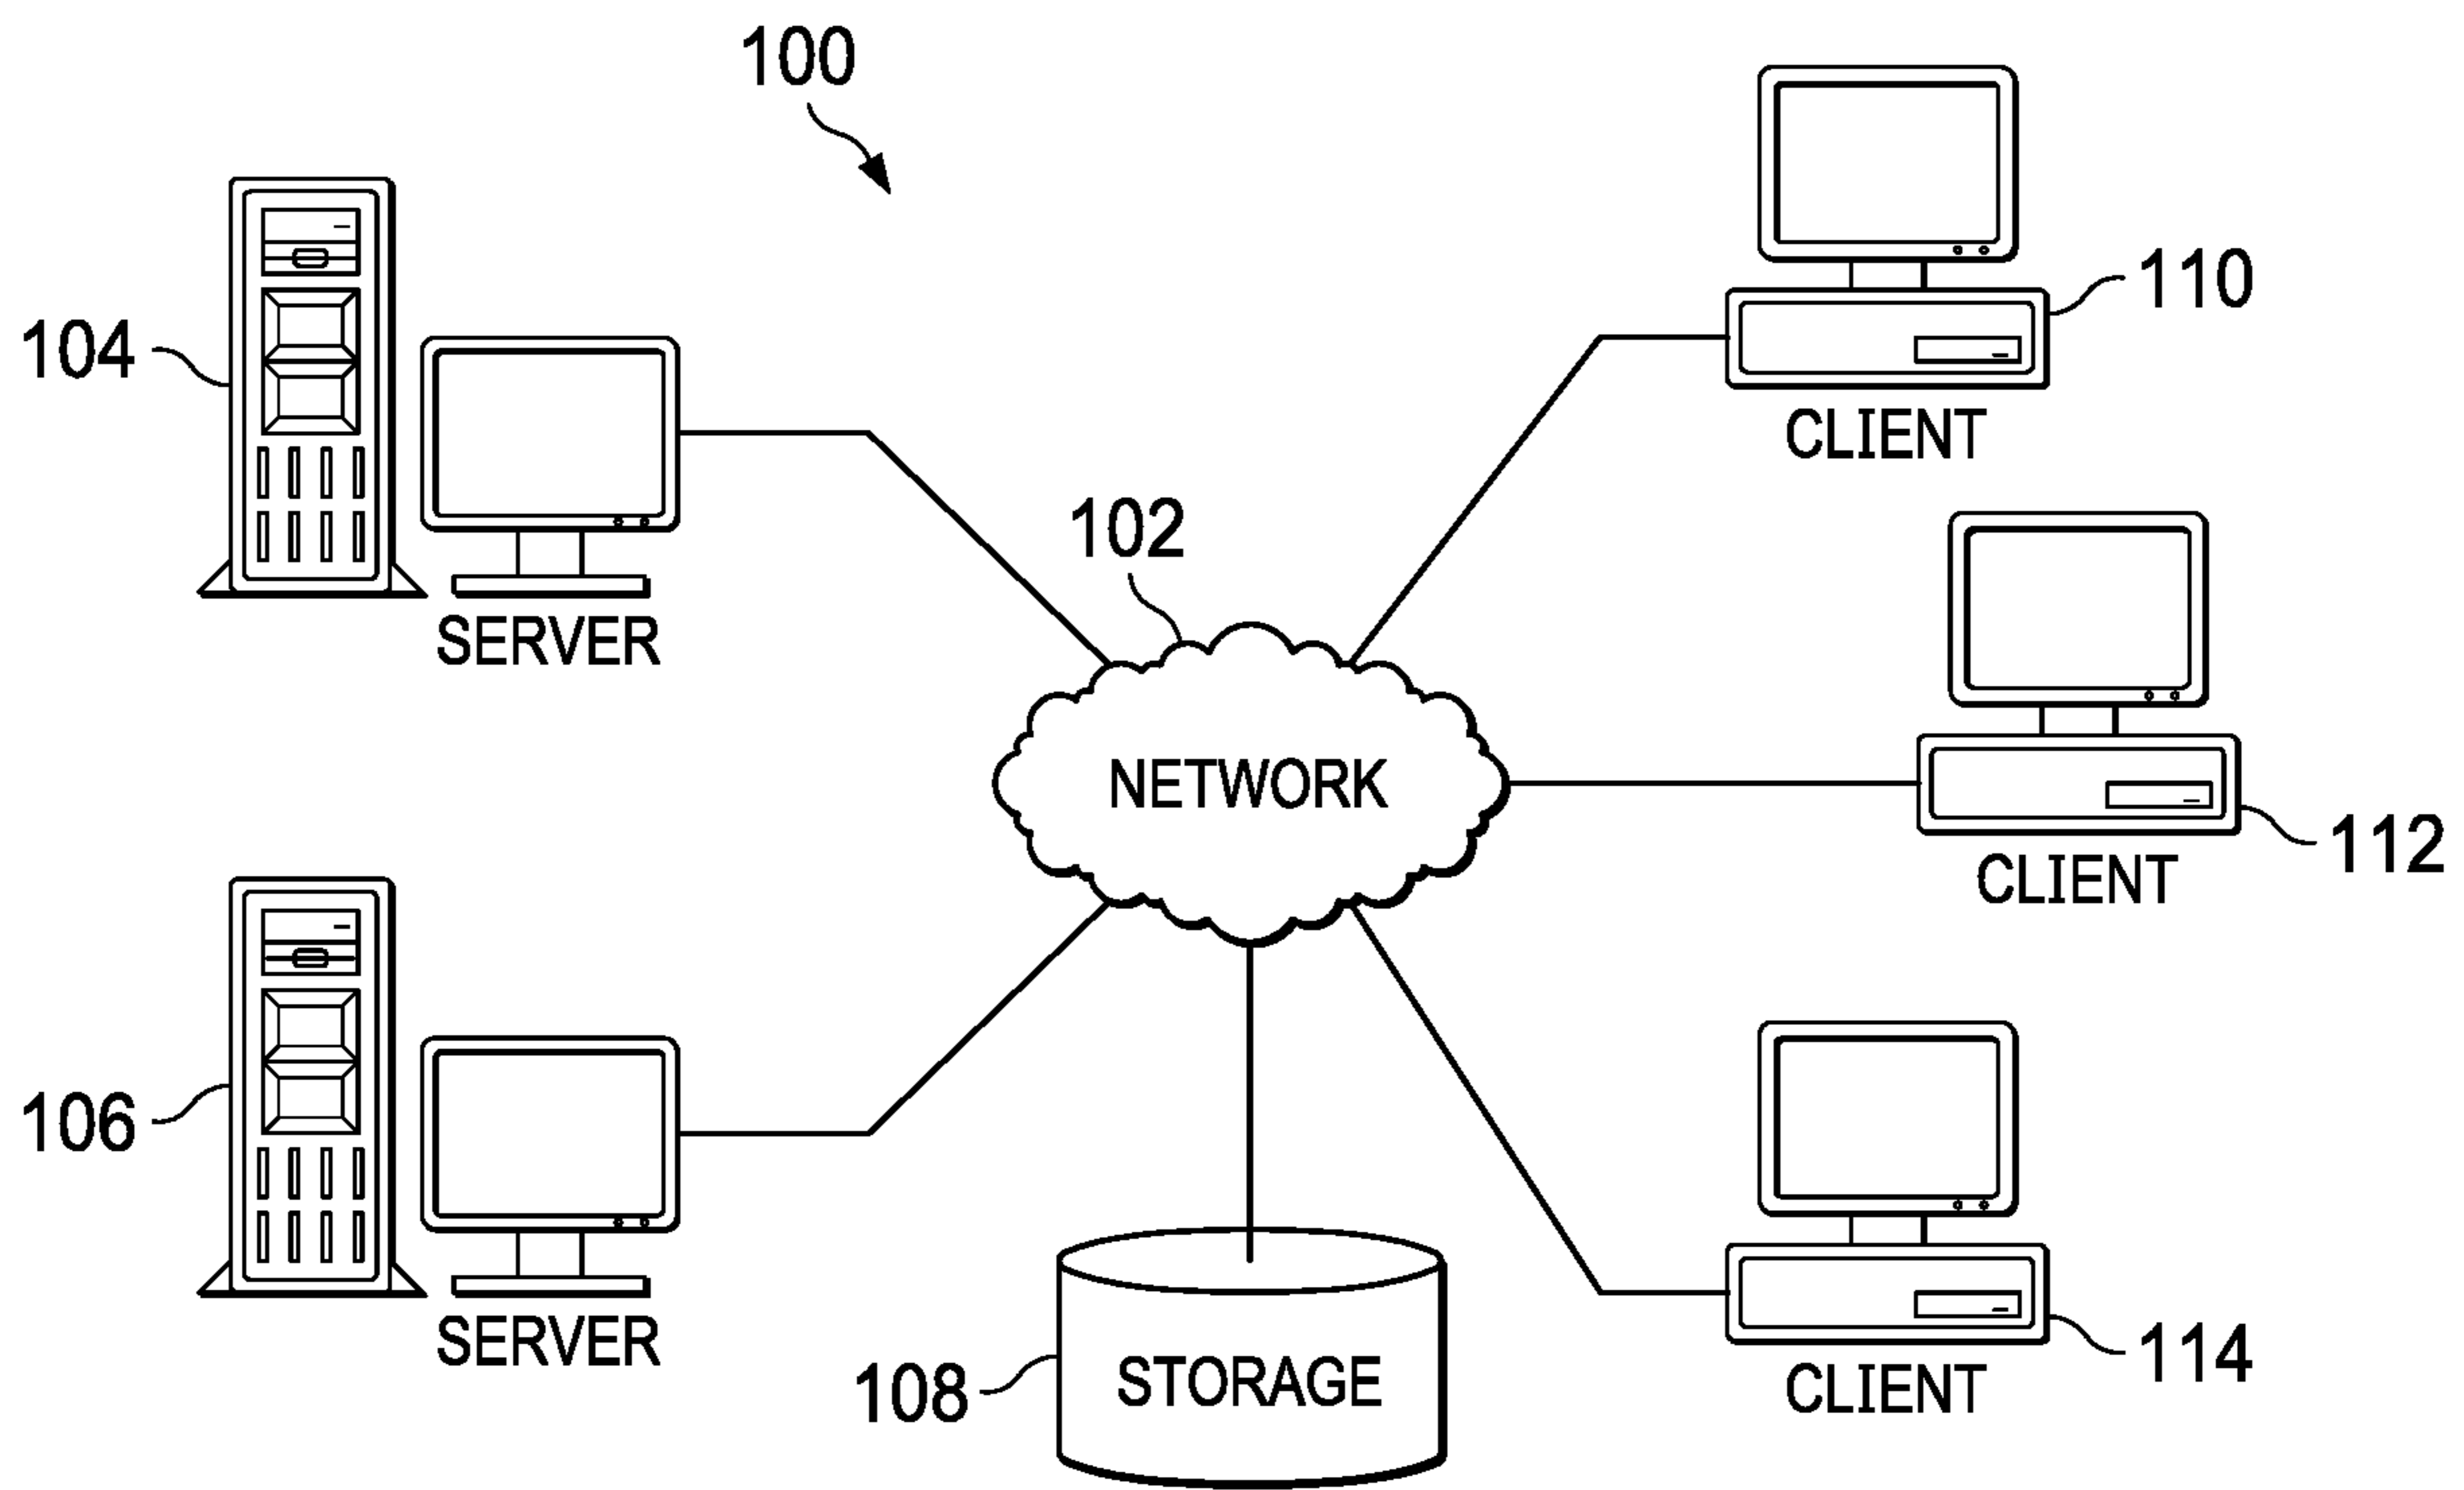 100
110
104
CLIENT
102
SERVER
NETWORK
112
CLIENT
106
SERVER
108
STORAGE
114
CLIENT